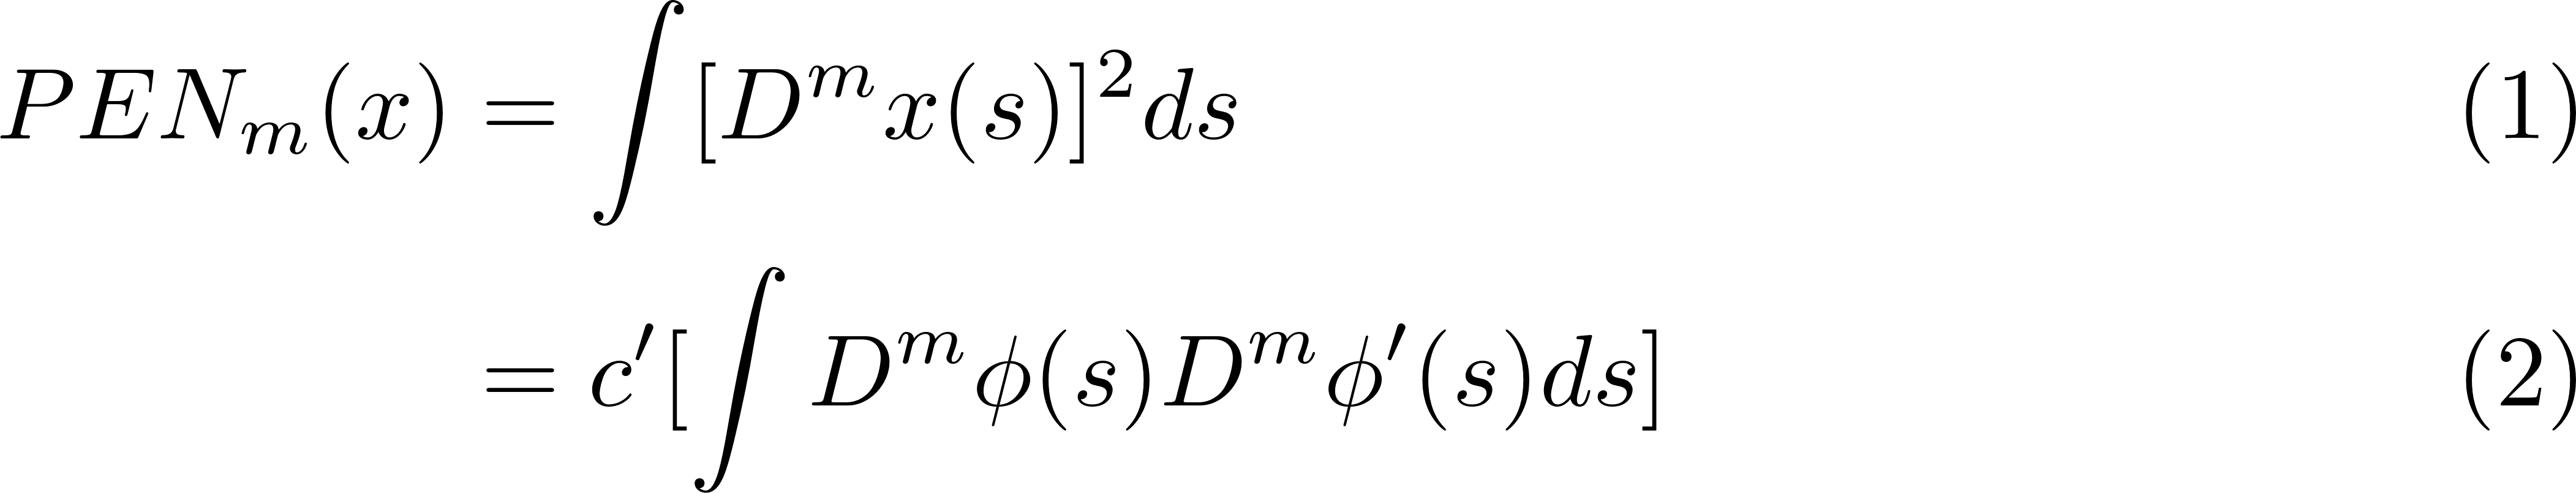 PEN_m(x) = ∫[D^m x(s)]^2 ds (1)
= c′[∫ D^m ϕ(s) D^m ϕ′(s) ds] (2)